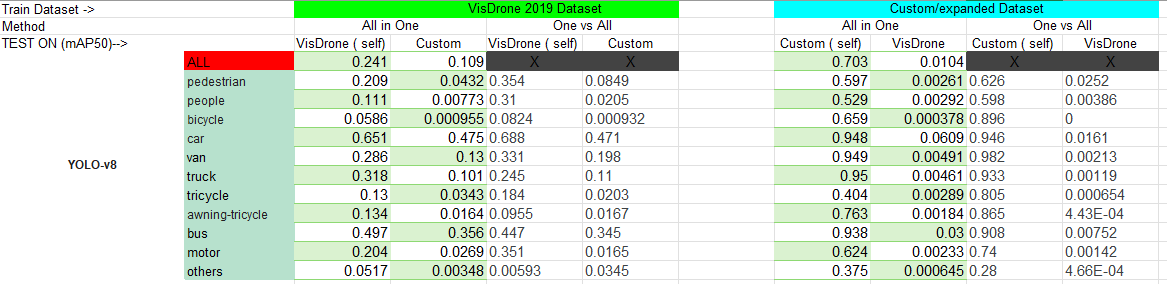 Train Dataset -> VisDrone 2019 Dataset Custom/expanded Dataset
Method All in One One vs All All in One One vs All
TEST ON (mAP50)--> VisDrone ( self) Custom VisDrone ( self) Custom Custom ( self) VisDrone Custom ( self) VisDrone
ALL 0.241 0.109 X X 0.703 0.0104 X X
pedestrian 0.209 0.0432 0.354 0.0849 0.597 0.00261 0.626 0.0252
people 0.111 0.00773 0.31 0.0205 0.529 0.00292 0.598 0.00386
bicycle 0.0586 0.000955 0.0824 0.000932 0.659 0.000378 0.896 0
car 0.651 0.475 0.688 0.471 0.948 0.0609 0.946 0.0161
YOLO-v8 van 0.286 0.13 0.331 0.198 0.949 0.00491 0.982 0.00213
truck 0.318 0.101 0.245 0.11 0.95 0.00461 0.933 0.00119
tricycle 0.13 0.0343 0.184 0.0203 0.404 0.00289 0.805 0.000654
awning-tricycle 0.134 0.0164 0.0955 0.0167 0.763 0.00184 0.865 4.43E-04
bus 0.497 0.356 0.447 0.345 0.938 0.03 0.908 0.00752
motor 0.204 0.0269 0.351 0.0165 0.624 0.00233 0.74 0.00142
others 0.0517 0.00348 0.00593 0.0345 0.375 0.000645 0.28 4.66E-04